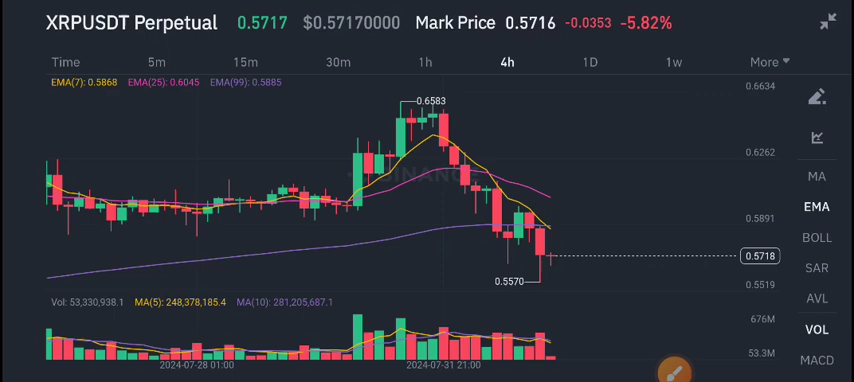 XRPUSDT Perpetual 0.5717 $0.57170000 Mark Price 0.5716 -0.0353 -5.82%
Time 5m 15m 30m 1h 4h 1D 1w More
EMA(7): 0.5868 EMA(25): 0.6045 EMA(99): 0.5885
0.6634
0.6583
0.6262
BINANCE
MA
EMA
0.5891
BOLL
0.5718
SAR
0.5570
0.5519
AVL
Vol: 53,330,938.1 MA(5): 248,378,185.4 MA(10): 281,205,687.1
676M
VOL
53.3M
MACD
2024-07-28 01:00 2024-07-31 21:00